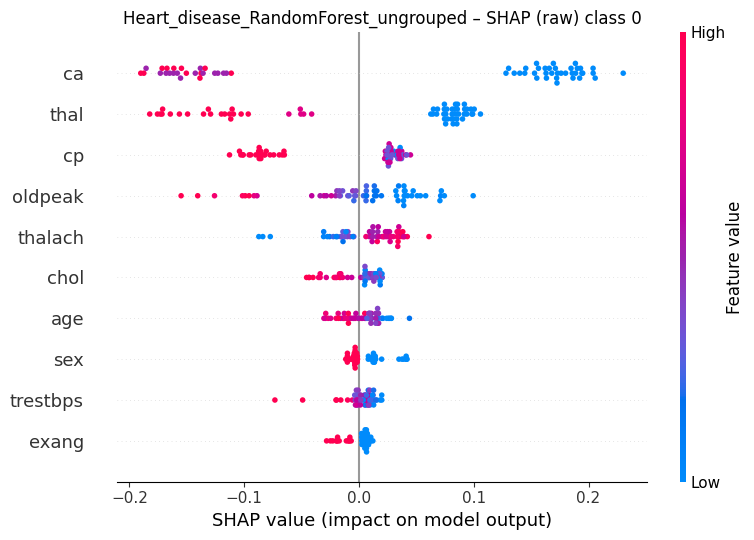 Heart_disease_RandomForest_ungrouped – SHAP (raw) class 0
High
ca
thal
cp
oldpeak
thalach
chol
age
sex
trestbps
exang
Feature value
Low
−0.2 −0.1 0.0 0.1 0.2
SHAP value (impact on model output)